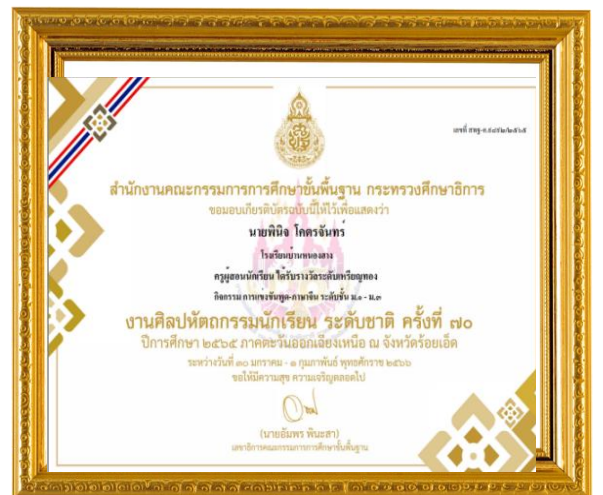 สำนักงานคณะกรรมการการศึกษาขั้นพื้นฐาน กระทรวงศึกษาธิการ
ขอมอบเกียรติบัตรฉบับนี้ให้ไว้เพื่อแสดงว่า
นายพินิจ โคตรจันทร์
โรงเรียนบ้านหนองสาง
ครูผู้สอนนักเรียน ได้รับรางวัลระดับเหรียญทอง
กิจกรรม การแข่งขันพูด-ภาษาจีน ระดับชั้น ม.๑ - ม.๓
งานศิลปหัตถกรรมนักเรียน ระดับชาติ ครั้งที่ ๗๐
ปีการศึกษา ๒๕๖๕ ภาคตะวันออกเฉียงเหนือ ณ จังหวัดร้อยเอ็ด
ระหว่างวันที่ ๓๐ มกราคม - ๑ กุมภาพันธ์ พุทธศักราช ๒๕๖๖
ขอให้มีความสุข ความเจริญตลอดไป
(นายอัมพร พินะสา)
เลขาธิการคณะกรรมการการศึกษาขั้นพื้นฐาน